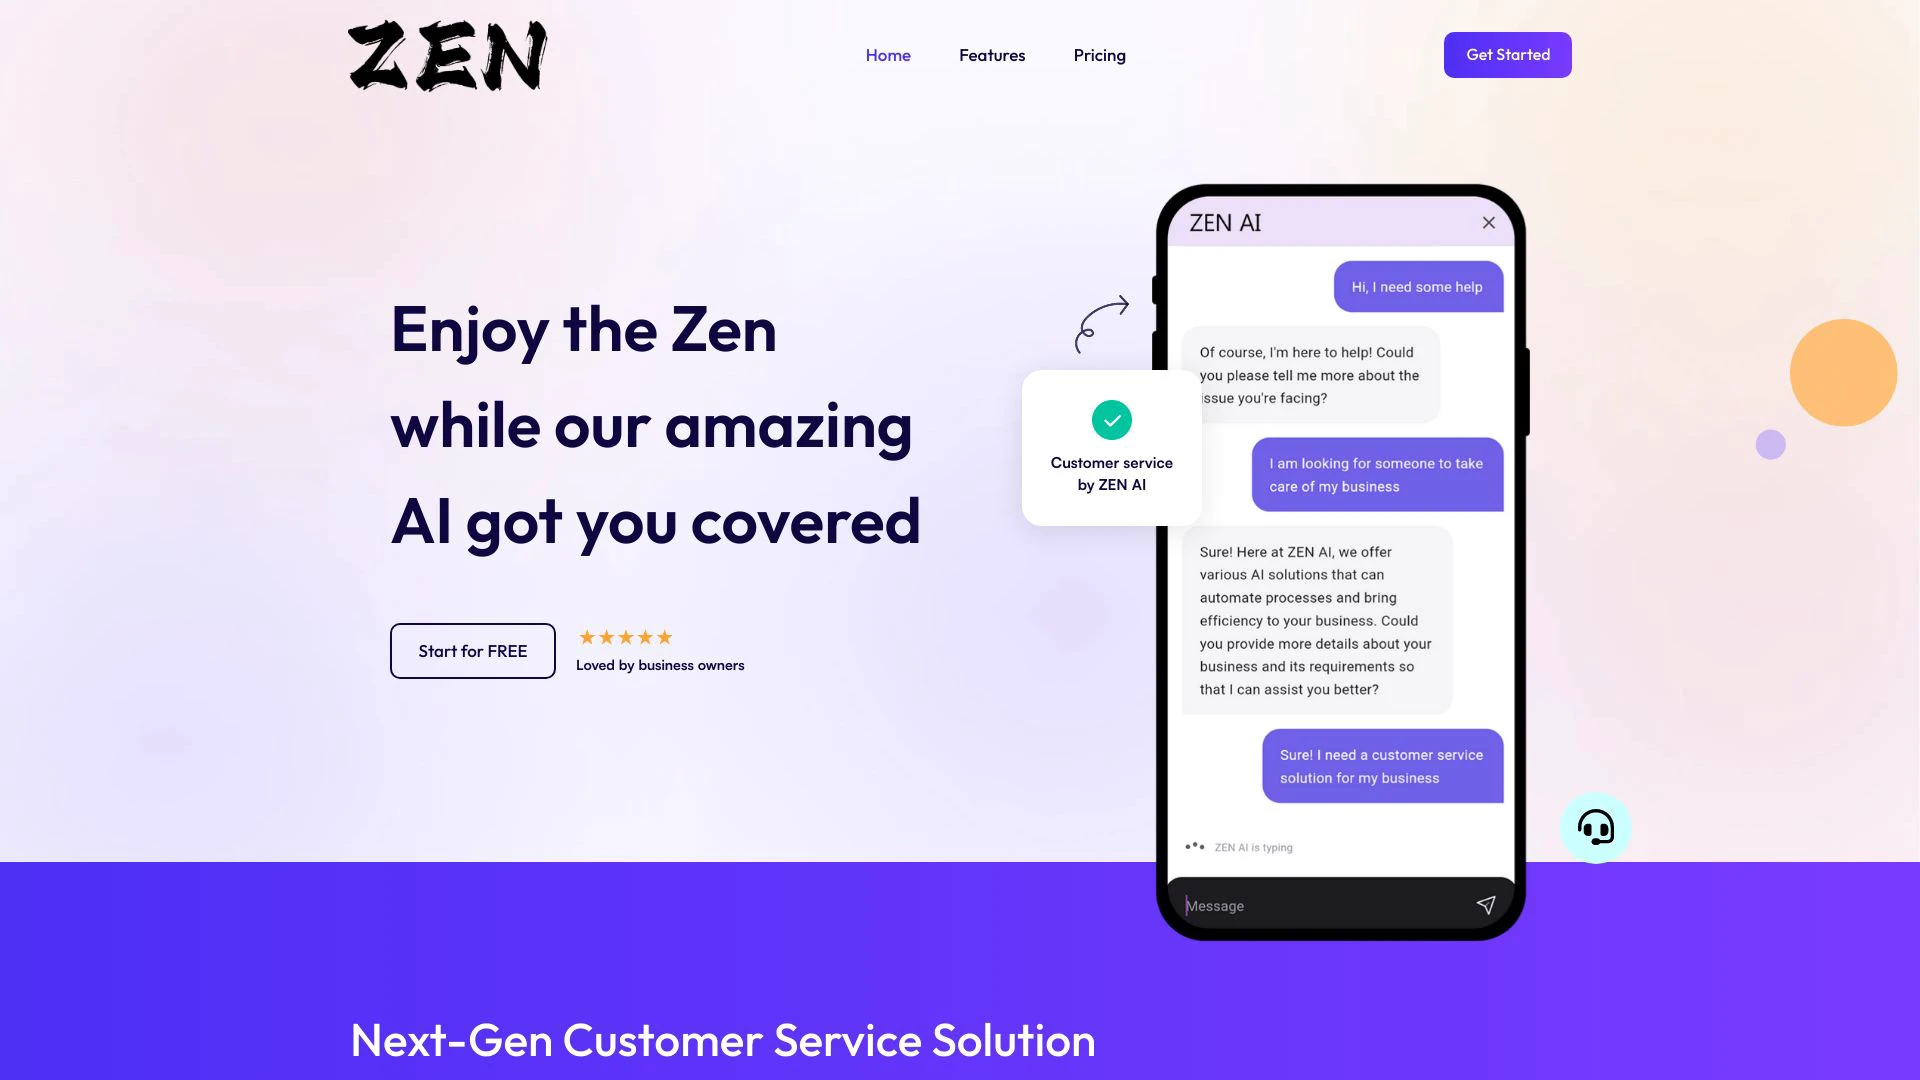 ZEN
Home
Features
Pricing
Get Started
Enjoy the Zen
while our amazing
AI got you covered
Start for FREE
★★★★★
Loved by business owners
Customer service
by ZEN AI
ZEN AI
Hi, I need some help
Of course, I'm here to help! Could
you please tell me more about the
issue you're facing?
I am looking for someone to take
care of my business
Sure! Here at ZEN AI, we offer
various AI solutions that can
automate processes and bring
efficiency to your business. Could
you provide more details about your
business and its requirements so
that I can assist you better?
Sure! I need a customer service
solution for my business
ZEN AI is typing
Message
Next-Gen Customer Service Solution